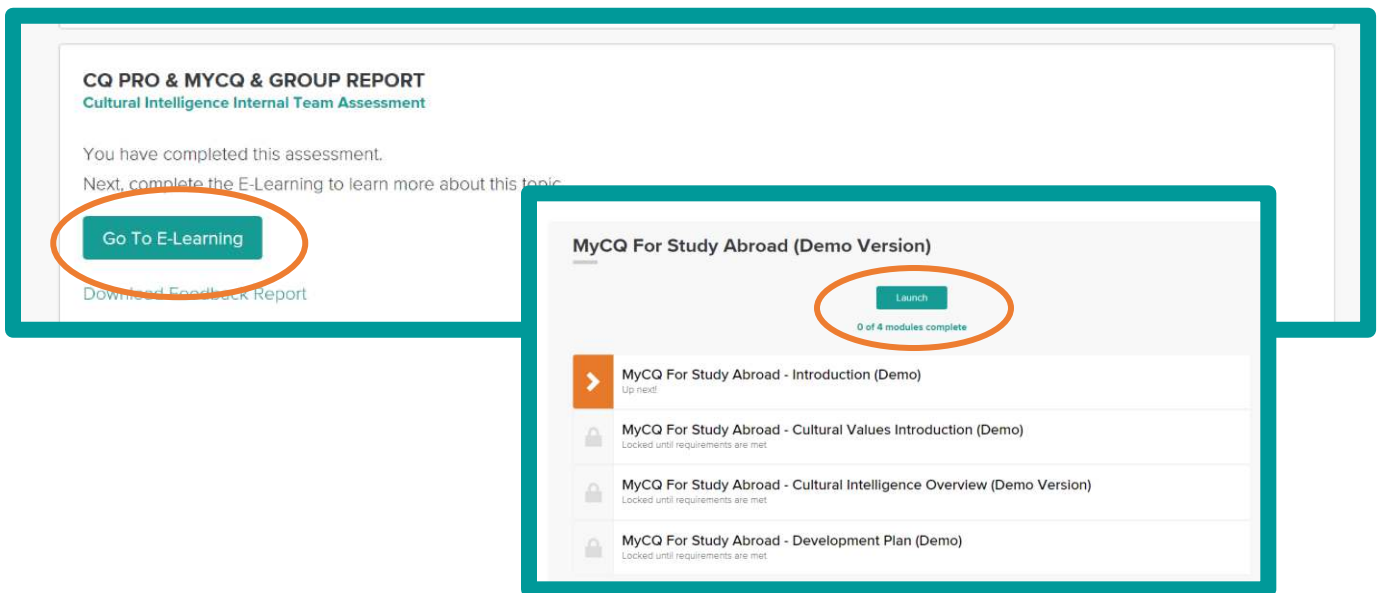 CQ PRO & MYCQ & GROUP REPORT
Cultural Intelligence Internal Team Assessment
You have completed this assessment.
Next, complete the E-Learning to learn more about this topic
Go To E-Learning
Download Feedback Report
MyCQ For Study Abroad (Demo Version)
Launch
0 of 4 modules complete
MyCQ For Study Abroad - Introduction (Demo)
Up next!
MyCQ For Study Abroad - Cultural Values Introduction (Demo)
Locked until requirements are met
MyCQ For Study Abroad - Cultural Intelligence Overview (Demo Version)
Locked until requirements are met
MyCQ For Study Abroad - Development Plan (Demo)
Locked until requirements are met